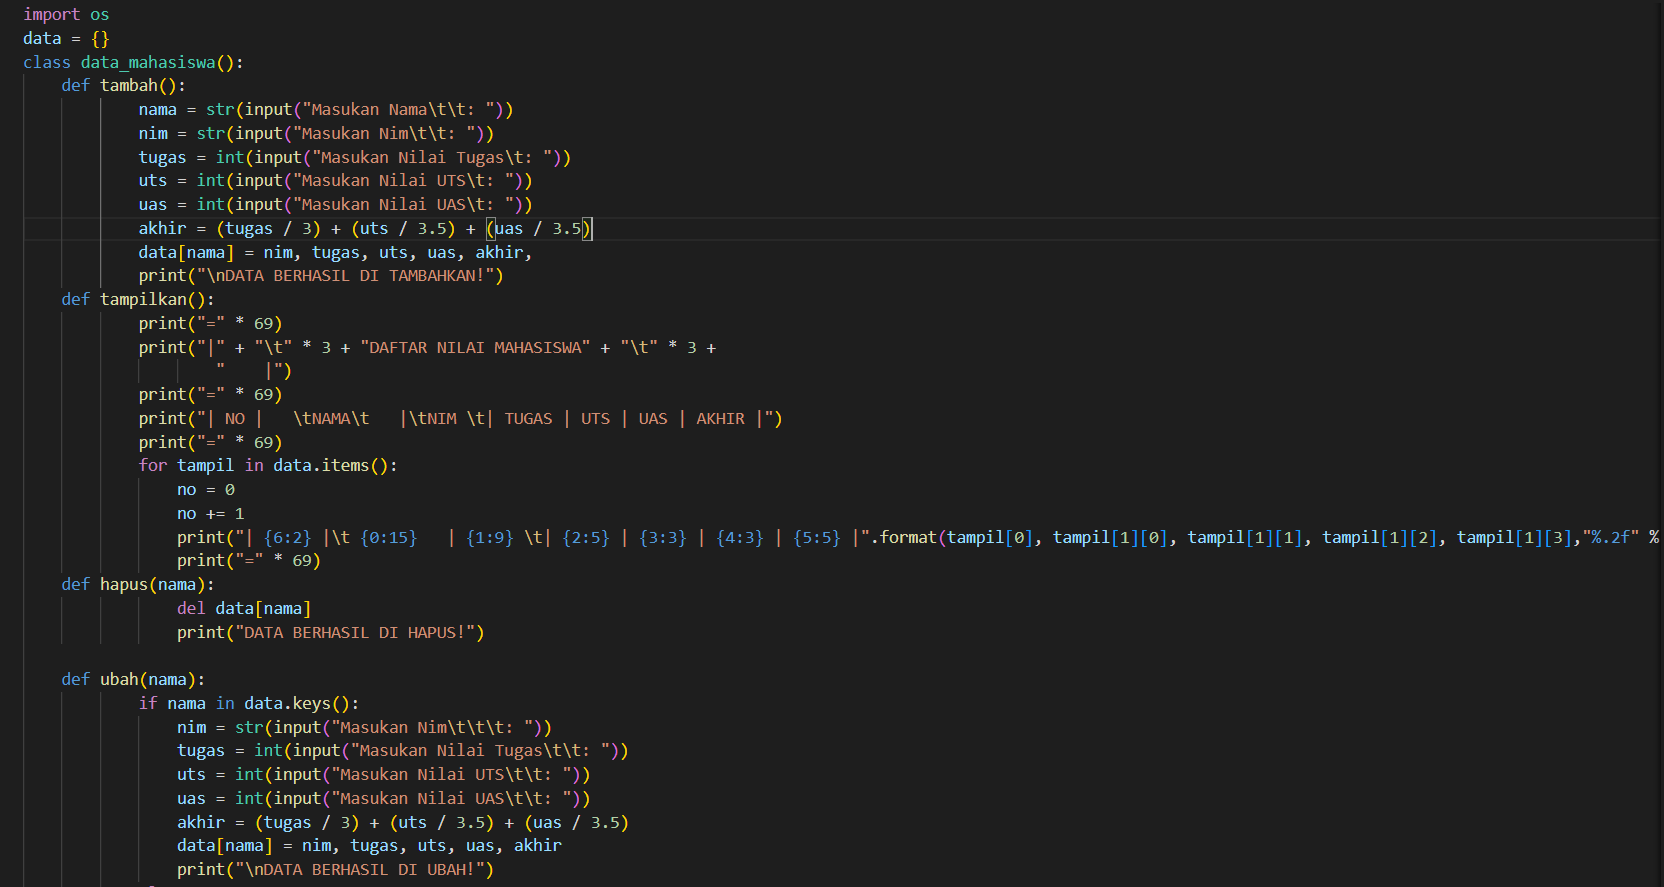 import os
data = {}
class data_mahasiswa():
    def tambah():
            nama = str(input("Masukan Nama\t\t: "))
            nim = str(input("Masukan Nim\t\t: "))
            tugas = int(input("Masukan Nilai Tugas\t: "))
            uts = int(input("Masukan Nilai UTS\t: "))
            uas = int(input("Masukan Nilai UAS\t: "))
            akhir = (tugas / 3) + (uts / 3.5) + (uas / 3.5)
            data[nama] = nim, tugas, uts, uas, akhir,
            print("\nDATA BERHASIL DI TAMBAHKAN!")
    def tampilkan():
            print("=" * 69)
            print("|" + "\t" * 3 + "DAFTAR NILAI MAHASISWA" + "\t" * 3 +
                    "    |")
            print("=" * 69)
            print("| NO |   \tNAMA\t   |\tNIM \t| TUGAS | UTS | UAS | AKHIR |")
            print("=" * 69)
            for tampil in data.items():
                no = 0
                no += 1
                print("| {6:2} |\t {0:15}   | {1:9} \t| {2:5} | {3:3} | {4:3} | {5:5} |".format(tampil[0], tampil[1][0], tampil[1][1], tampil[1][2], tampil[1][3],"%.2f" %
                print("=" * 69)
    def hapus(nama):
                del data[nama]
                print("DATA BERHASIL DI HAPUS!")
    def ubah(nama):
            if nama in data.keys():
                nim = str(input("Masukan Nim\t\t\t: "))
                tugas = int(input("Masukan Nilai Tugas\t\t: "))
                uts = int(input("Masukan Nilai UTS\t\t: "))
                uas = int(input("Masukan Nilai UAS\t\t: "))
                akhir = (tugas / 3) + (uts / 3.5) + (uas / 3.5)
                data[nama] = nim, tugas, uts, uas, akhir
                print("\nDATA BERHASIL DI UBAH!")